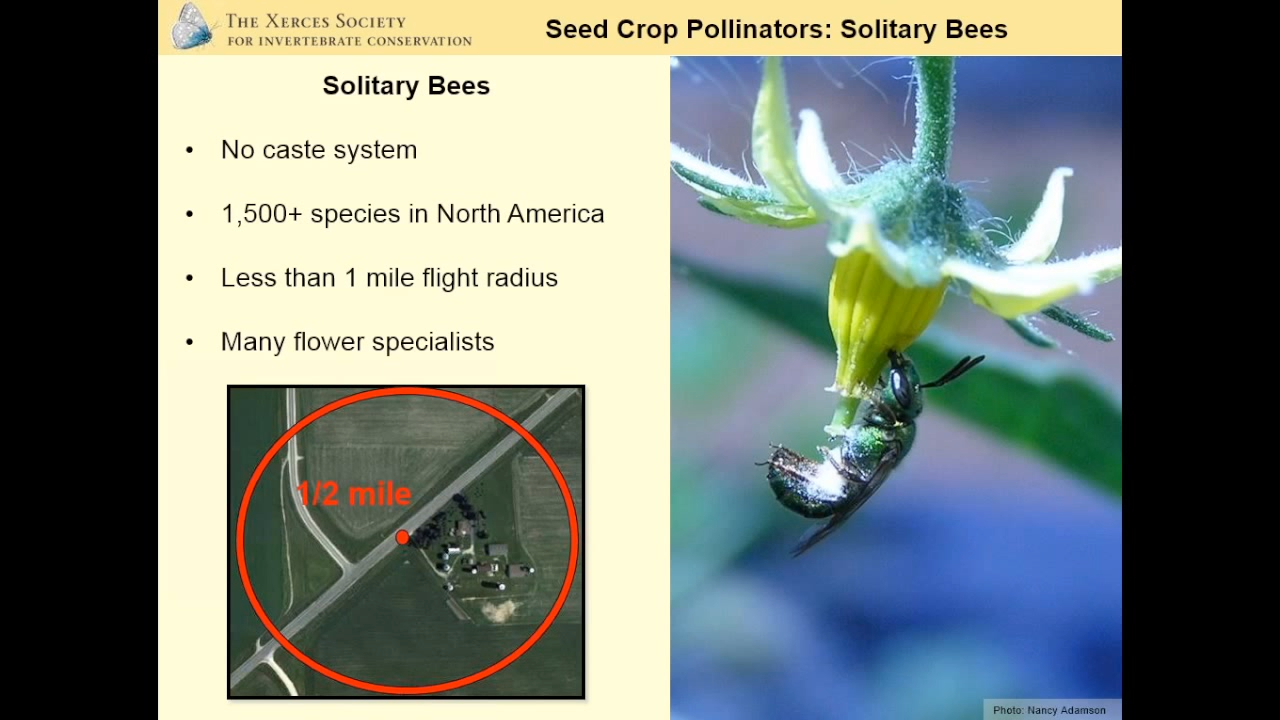 THE XERCES SOCIETY
FOR INVERTEBRATE CONSERVATION
Seed Crop Pollinators: Solitary Bees
Solitary Bees
• No caste system
• 1,500+ species in North America
• Less than 1 mile flight radius
• Many flower specialists
1/2 mile
Photo: Nancy Adamson